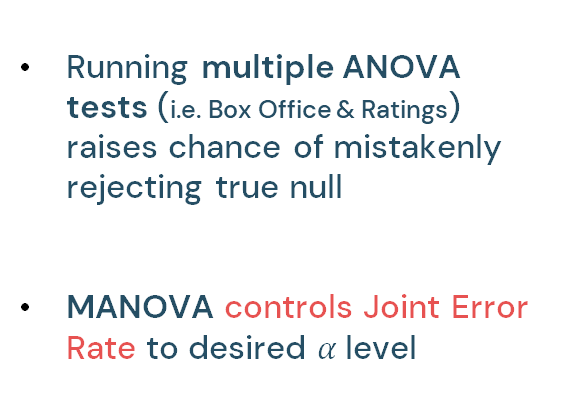 • Running multiple ANOVA
tests (i.e. Box Office & Ratings)
raises chance of mistakenly
rejecting true null
• MANOVA controls Joint Error
Rate to desired α level